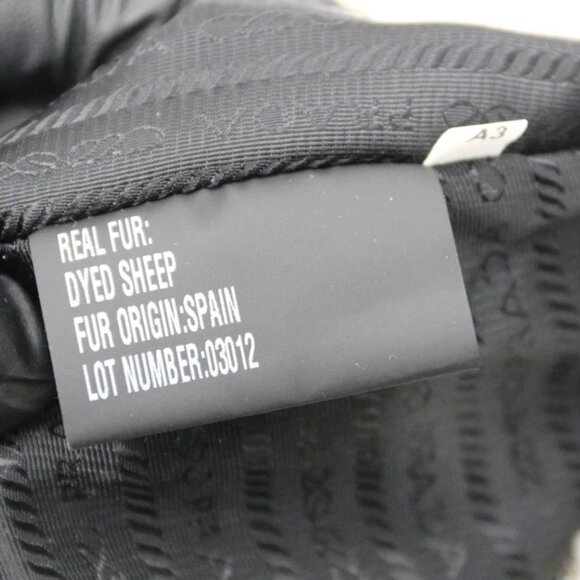 A3
REAL FUR:
DYED SHEEP
FUR ORIGIN:SPAIN
LOT NUMBER:03012